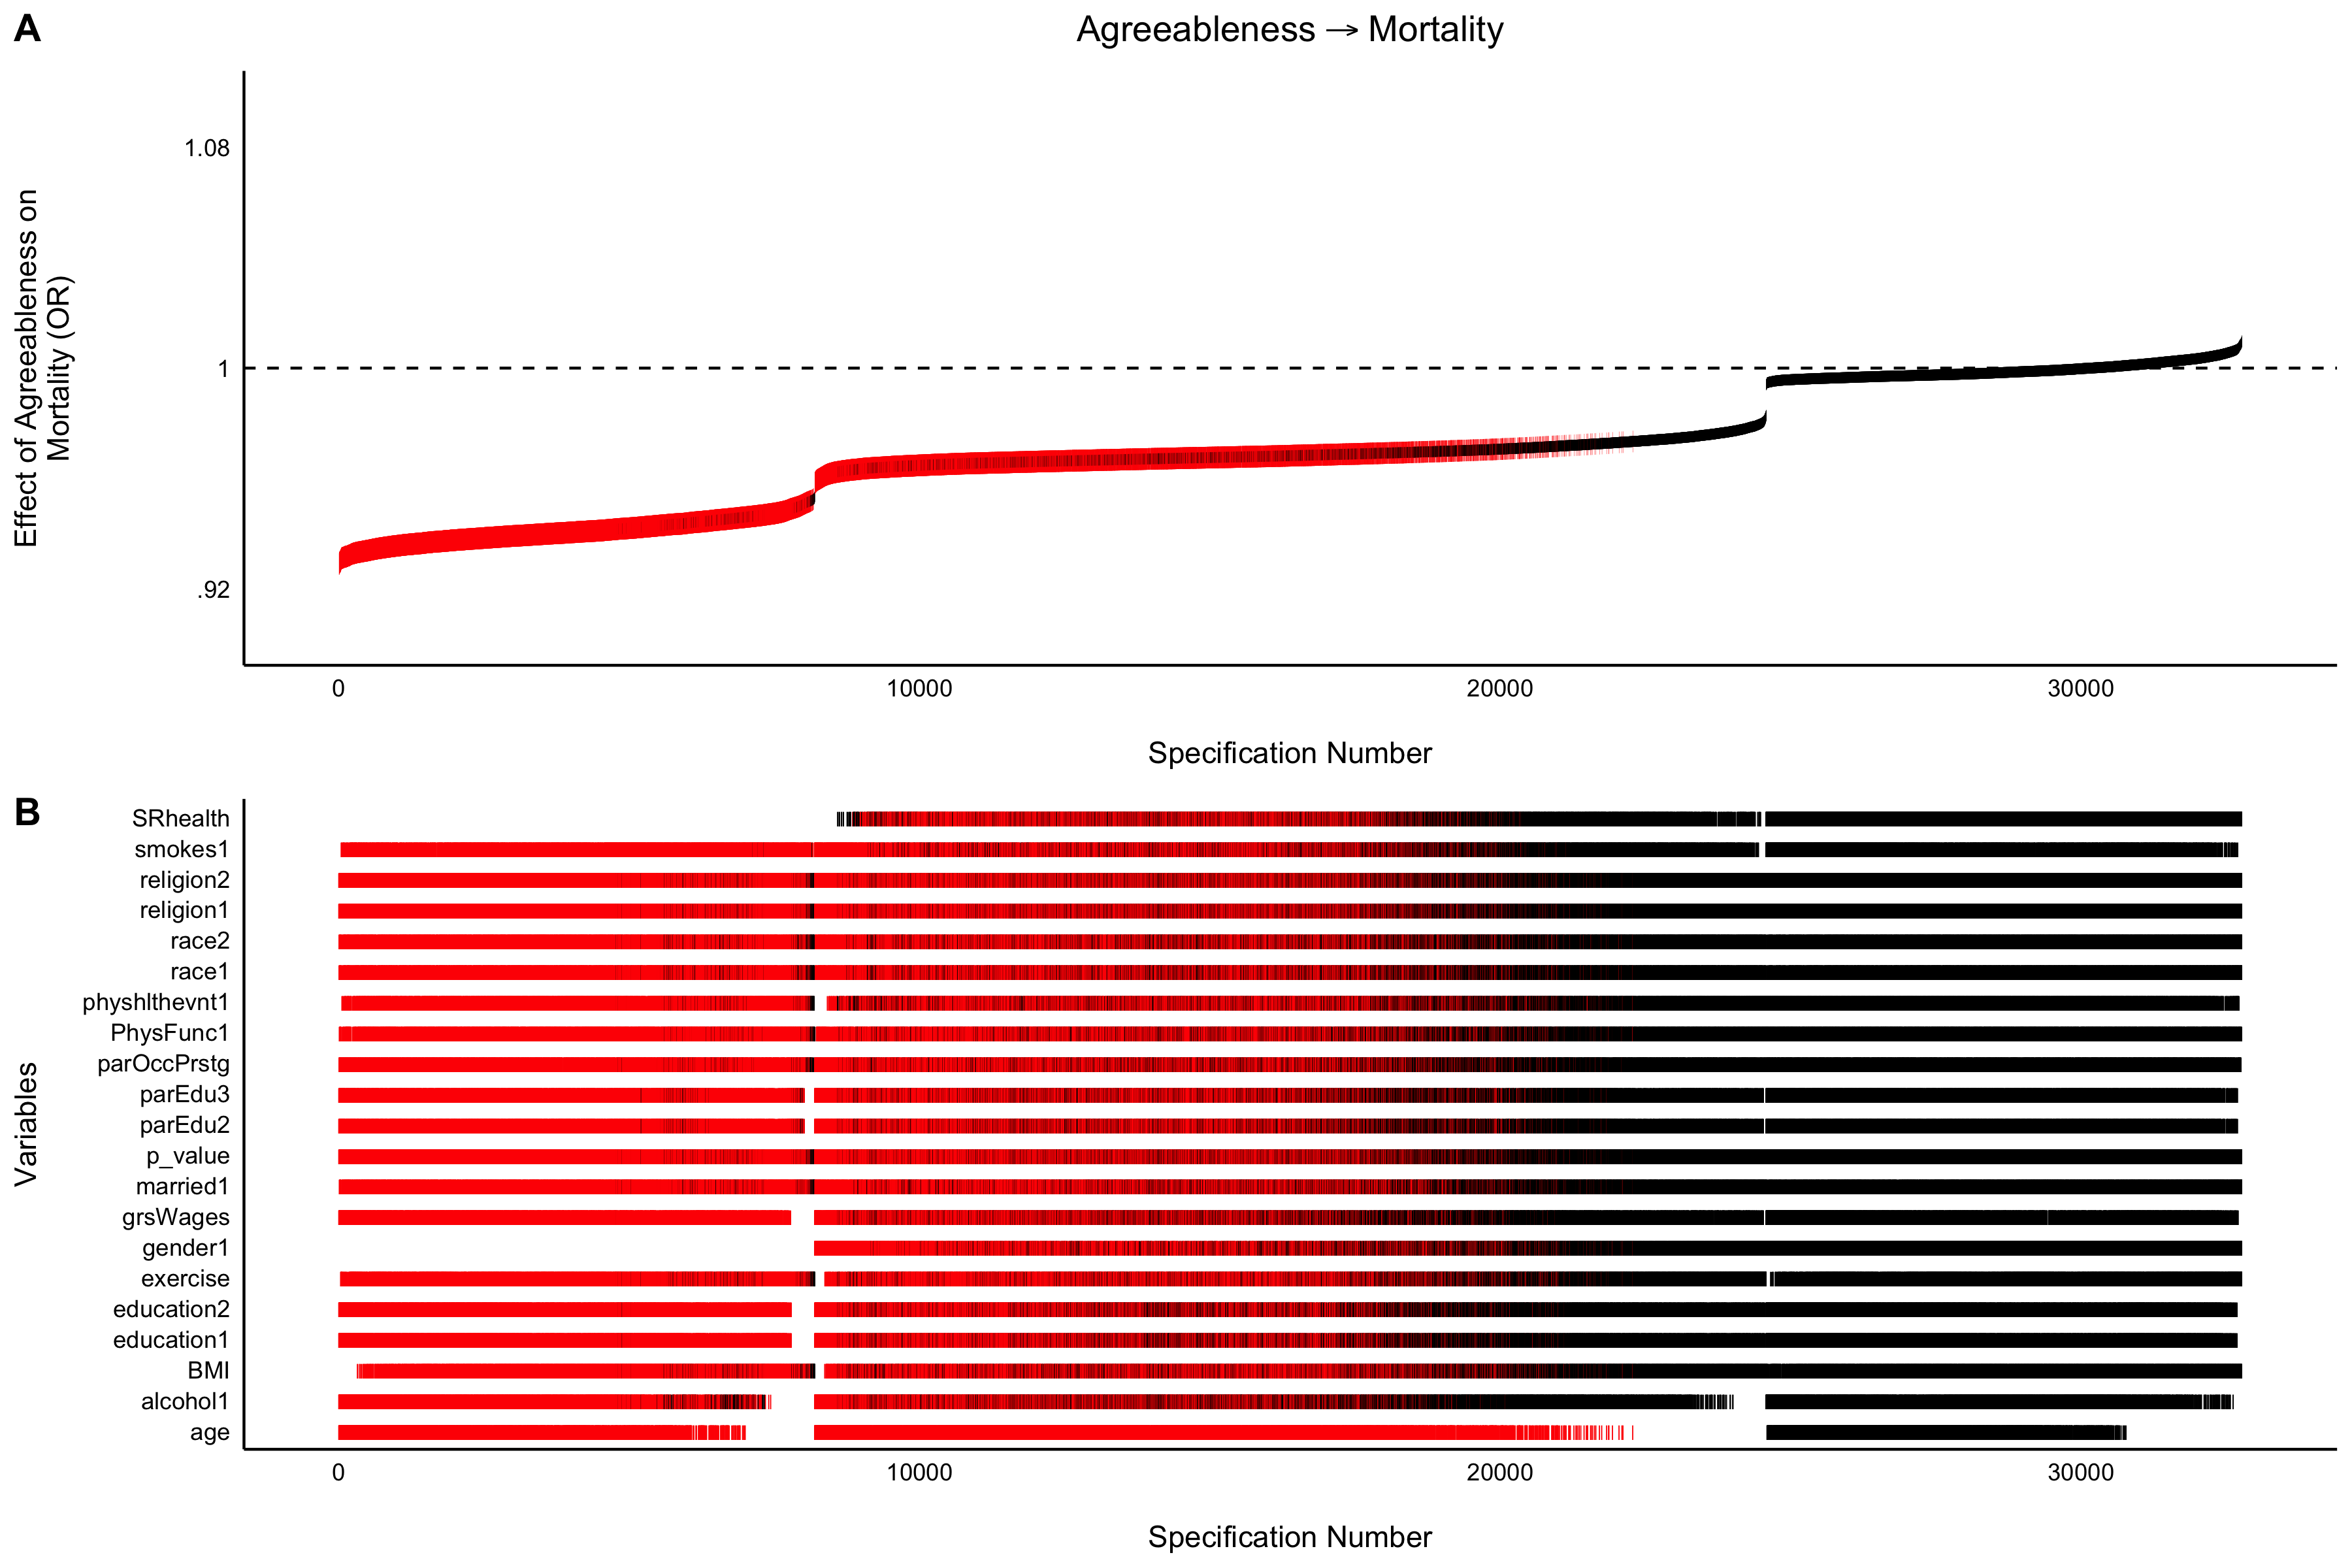 A
Agreeableness → Mortality
Effect of Agreeableness on
Mortality (OR)
1.08
1
.92
0 10000 20000 30000
Specification Number
B
Variables
SRhealth
smokes1
religion2
religion1
race2
race1
physhlthevnt1
PhysFunc1
parOccPrstg
parEdu3
parEdu2
p_value
married1
grsWages
gender1
exercise
education2
education1
BMI
alcohol1
age
0 10000 20000 30000
Specification Number